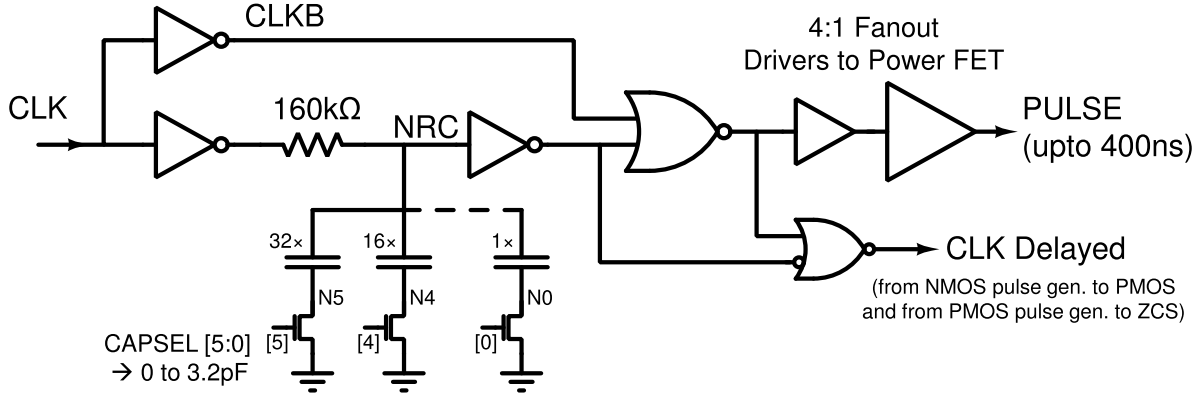 CLKB
4:1 Fanout
Drivers to Power FET
CLK
160kΩ
NRC
PULSE
(upto 400ns)
32×
16×
1×
CLK Delayed
N5
N4
N0
(from NMOS pulse gen. to PMOS
and from PMOS pulse gen. to ZCS)
CAPSEL [5:0]
→ 0 to 3.2pF
[5]
[4]
[0]